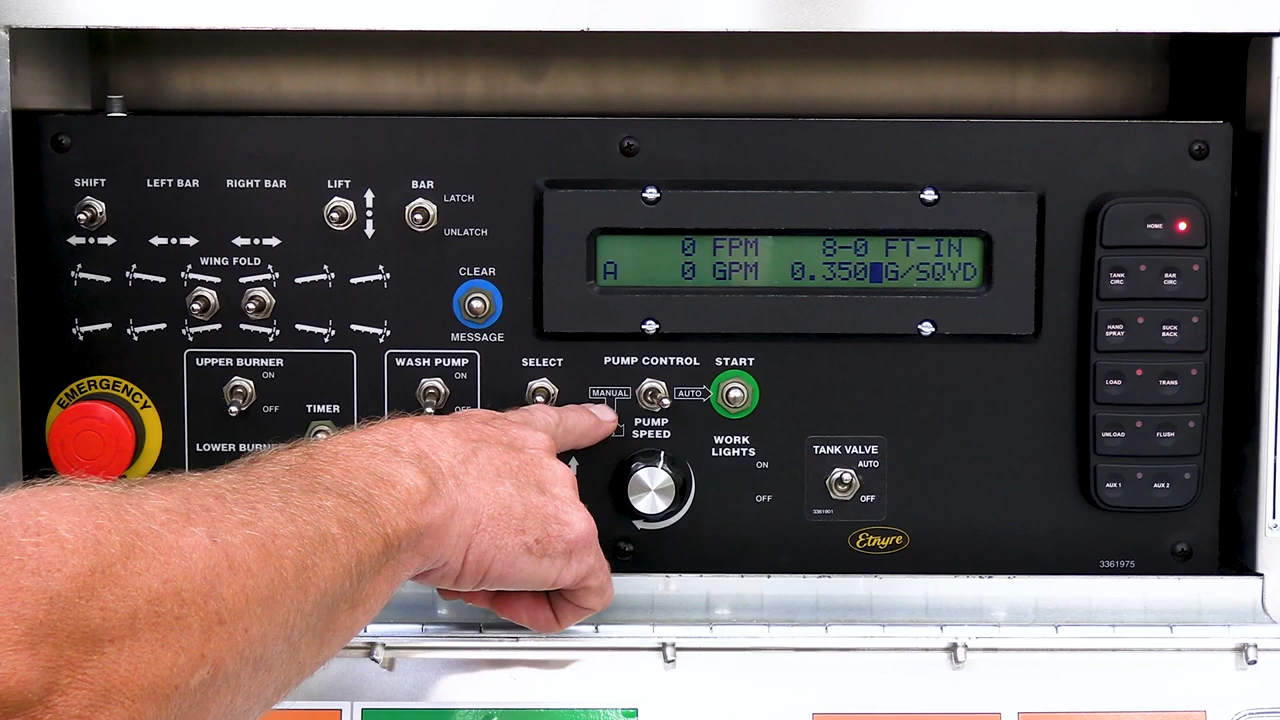 SHIFT
LEFT BAR
RIGHT BAR
LIFT
BAR
LATCH
UNLATCH
WING FOLD
CLEAR
MESSAGE
0 FPM 8-0 FT-IN
A 0 GPM 0.350 G/SQYD
HOME
TANK CIRC
BAR CIRC
HAND SPRAY
SUCK BACK
LOAD
TRANS
UNLOAD
FLUSH
AUX 1
AUX 2
UPPER BURNER
ON
OFF
TIMER
WASH PUMP
ON
SELECT
PUMP CONTROL
MANUAL
AUTO
START
PUMP SPEED
WORK LIGHTS
ON
OFF
TANK VALVE
AUTO
OFF
3361901
EMERGENCY
Etnyre
3361975